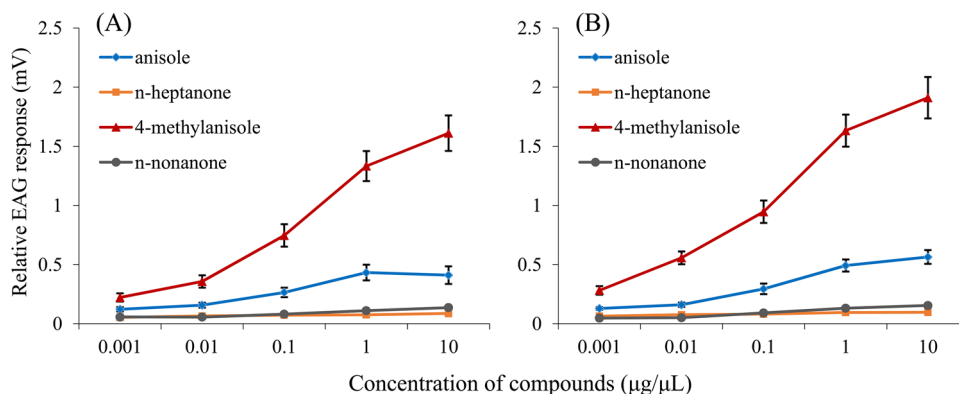 (A)
(B)
Relative EAG response (mV)
2.5
2
1.5
1
0.5
0
anisole
n-heptanone
4-methylanisole
n-nonanone
0.001 0.01 0.1 1 10
2.5
2
1.5
1
0.5
0
anisole
n-heptanone
4-methylanisole
n-nonanone
0.001 0.01 0.1 1 10
Concentration of compounds (μg/μL)